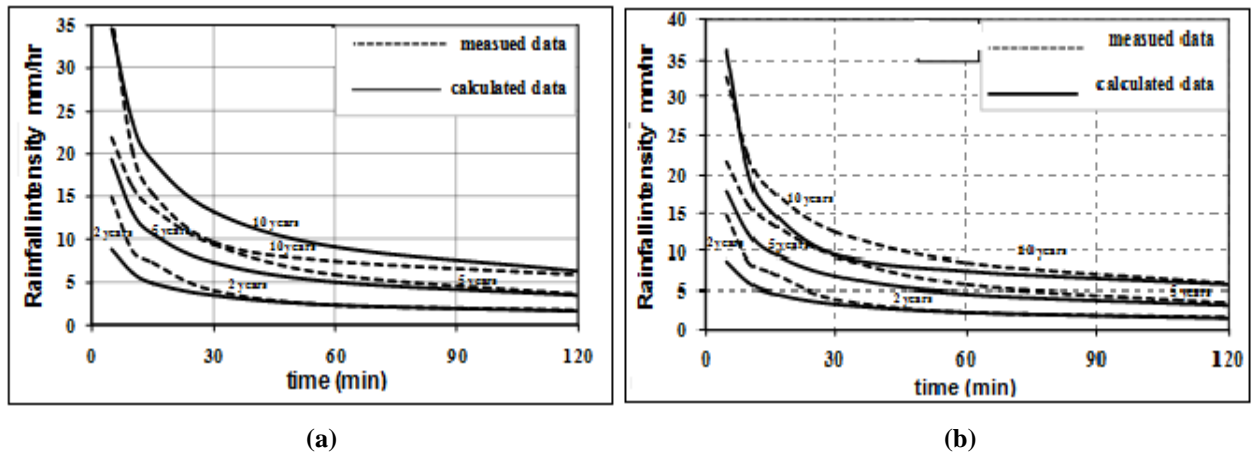 35
30
25
20
15
10
5
0
Rainfall intensity mm/hr
measued data
calculated data
10 years
10 years
2 years
5 years
5 years
2 years
0 30 60 90 120
time (min)
(a)
40
35
30
25
20
15
10
5
0
Rainfall intensity mm/hr
measued data
calculated data
10 years
10 years
2 years
5 years
5 years
2 years
0 30 60 90 120
time (min)
(b)